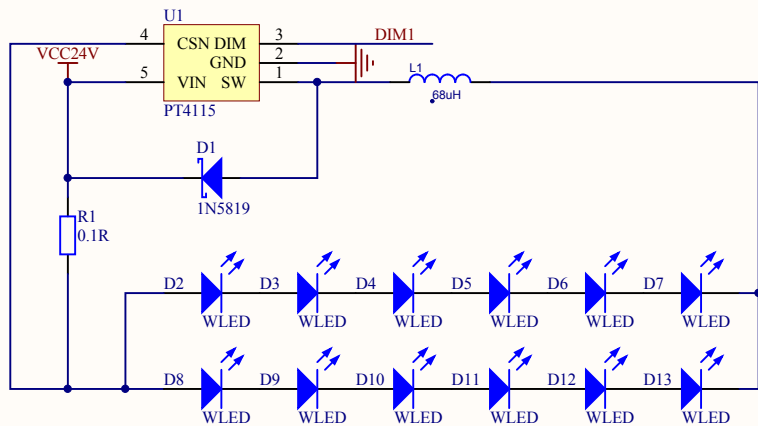 U1
4 CSN DIM 3 DIM1
VCC24V
GND 2
5 VIN SW 1
L1
68uH
PT4115
D1
1N5819
R1
0.1R
D2 D3 D4 D5 D6 D7
WLED WLED WLED WLED WLED WLED
D8 D9 D10 D11 D12 D13
WLED WLED WLED WLED WLED WLED